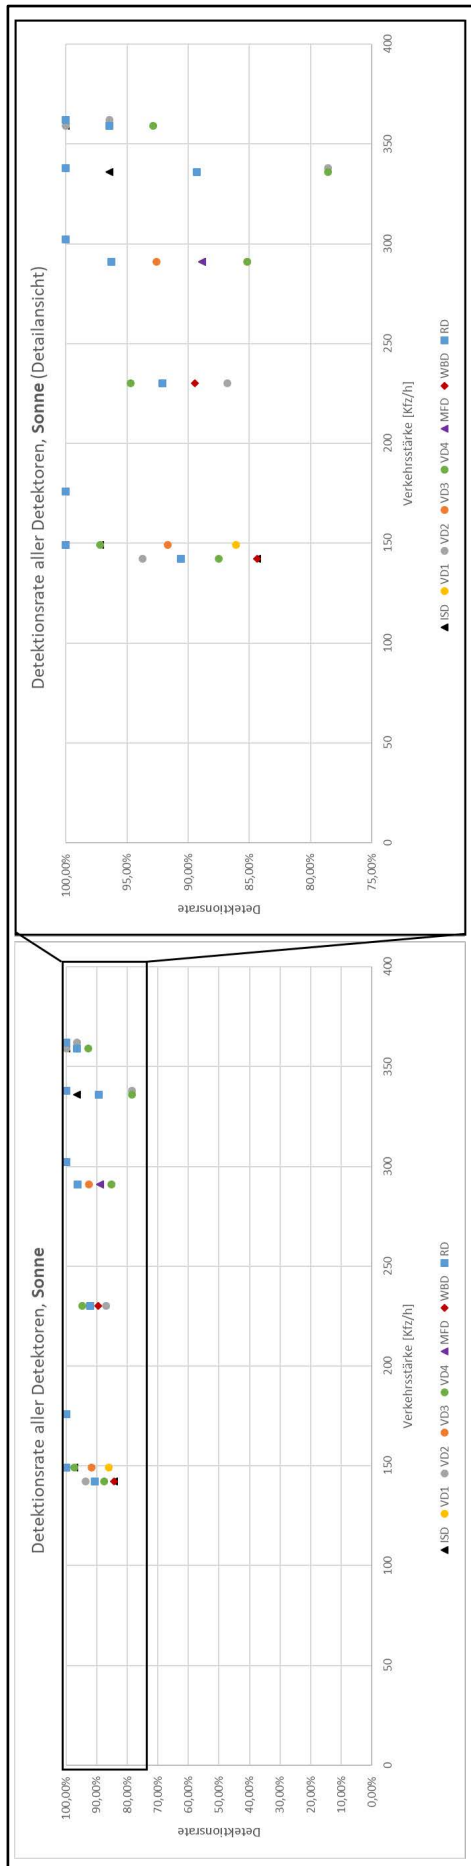 Detektionsrate aller Detektoren, Sonne
Detektionsrate
100,00%
90,00%
80,00%
70,00%
60,00%
50,00%
40,00%
30,00%
20,00%
10,00%
0,00%
0 50 100 150 200 250 300 350 400
Verkehrsstärke [Kfz/h]
ISD VD1 VD2 VD3 VD4 MFD WBD RD
Detektionsrate aller Detektoren, Sonne (Detailansicht)
Detektionsrate
100,00%
95,00%
90,00%
85,00%
80,00%
75,00%
0 50 100 150 200 250 300 350 400
Verkehrsstärke [Kfz/h]
ISD VD1 VD2 VD3 VD4 MFD WBD RD